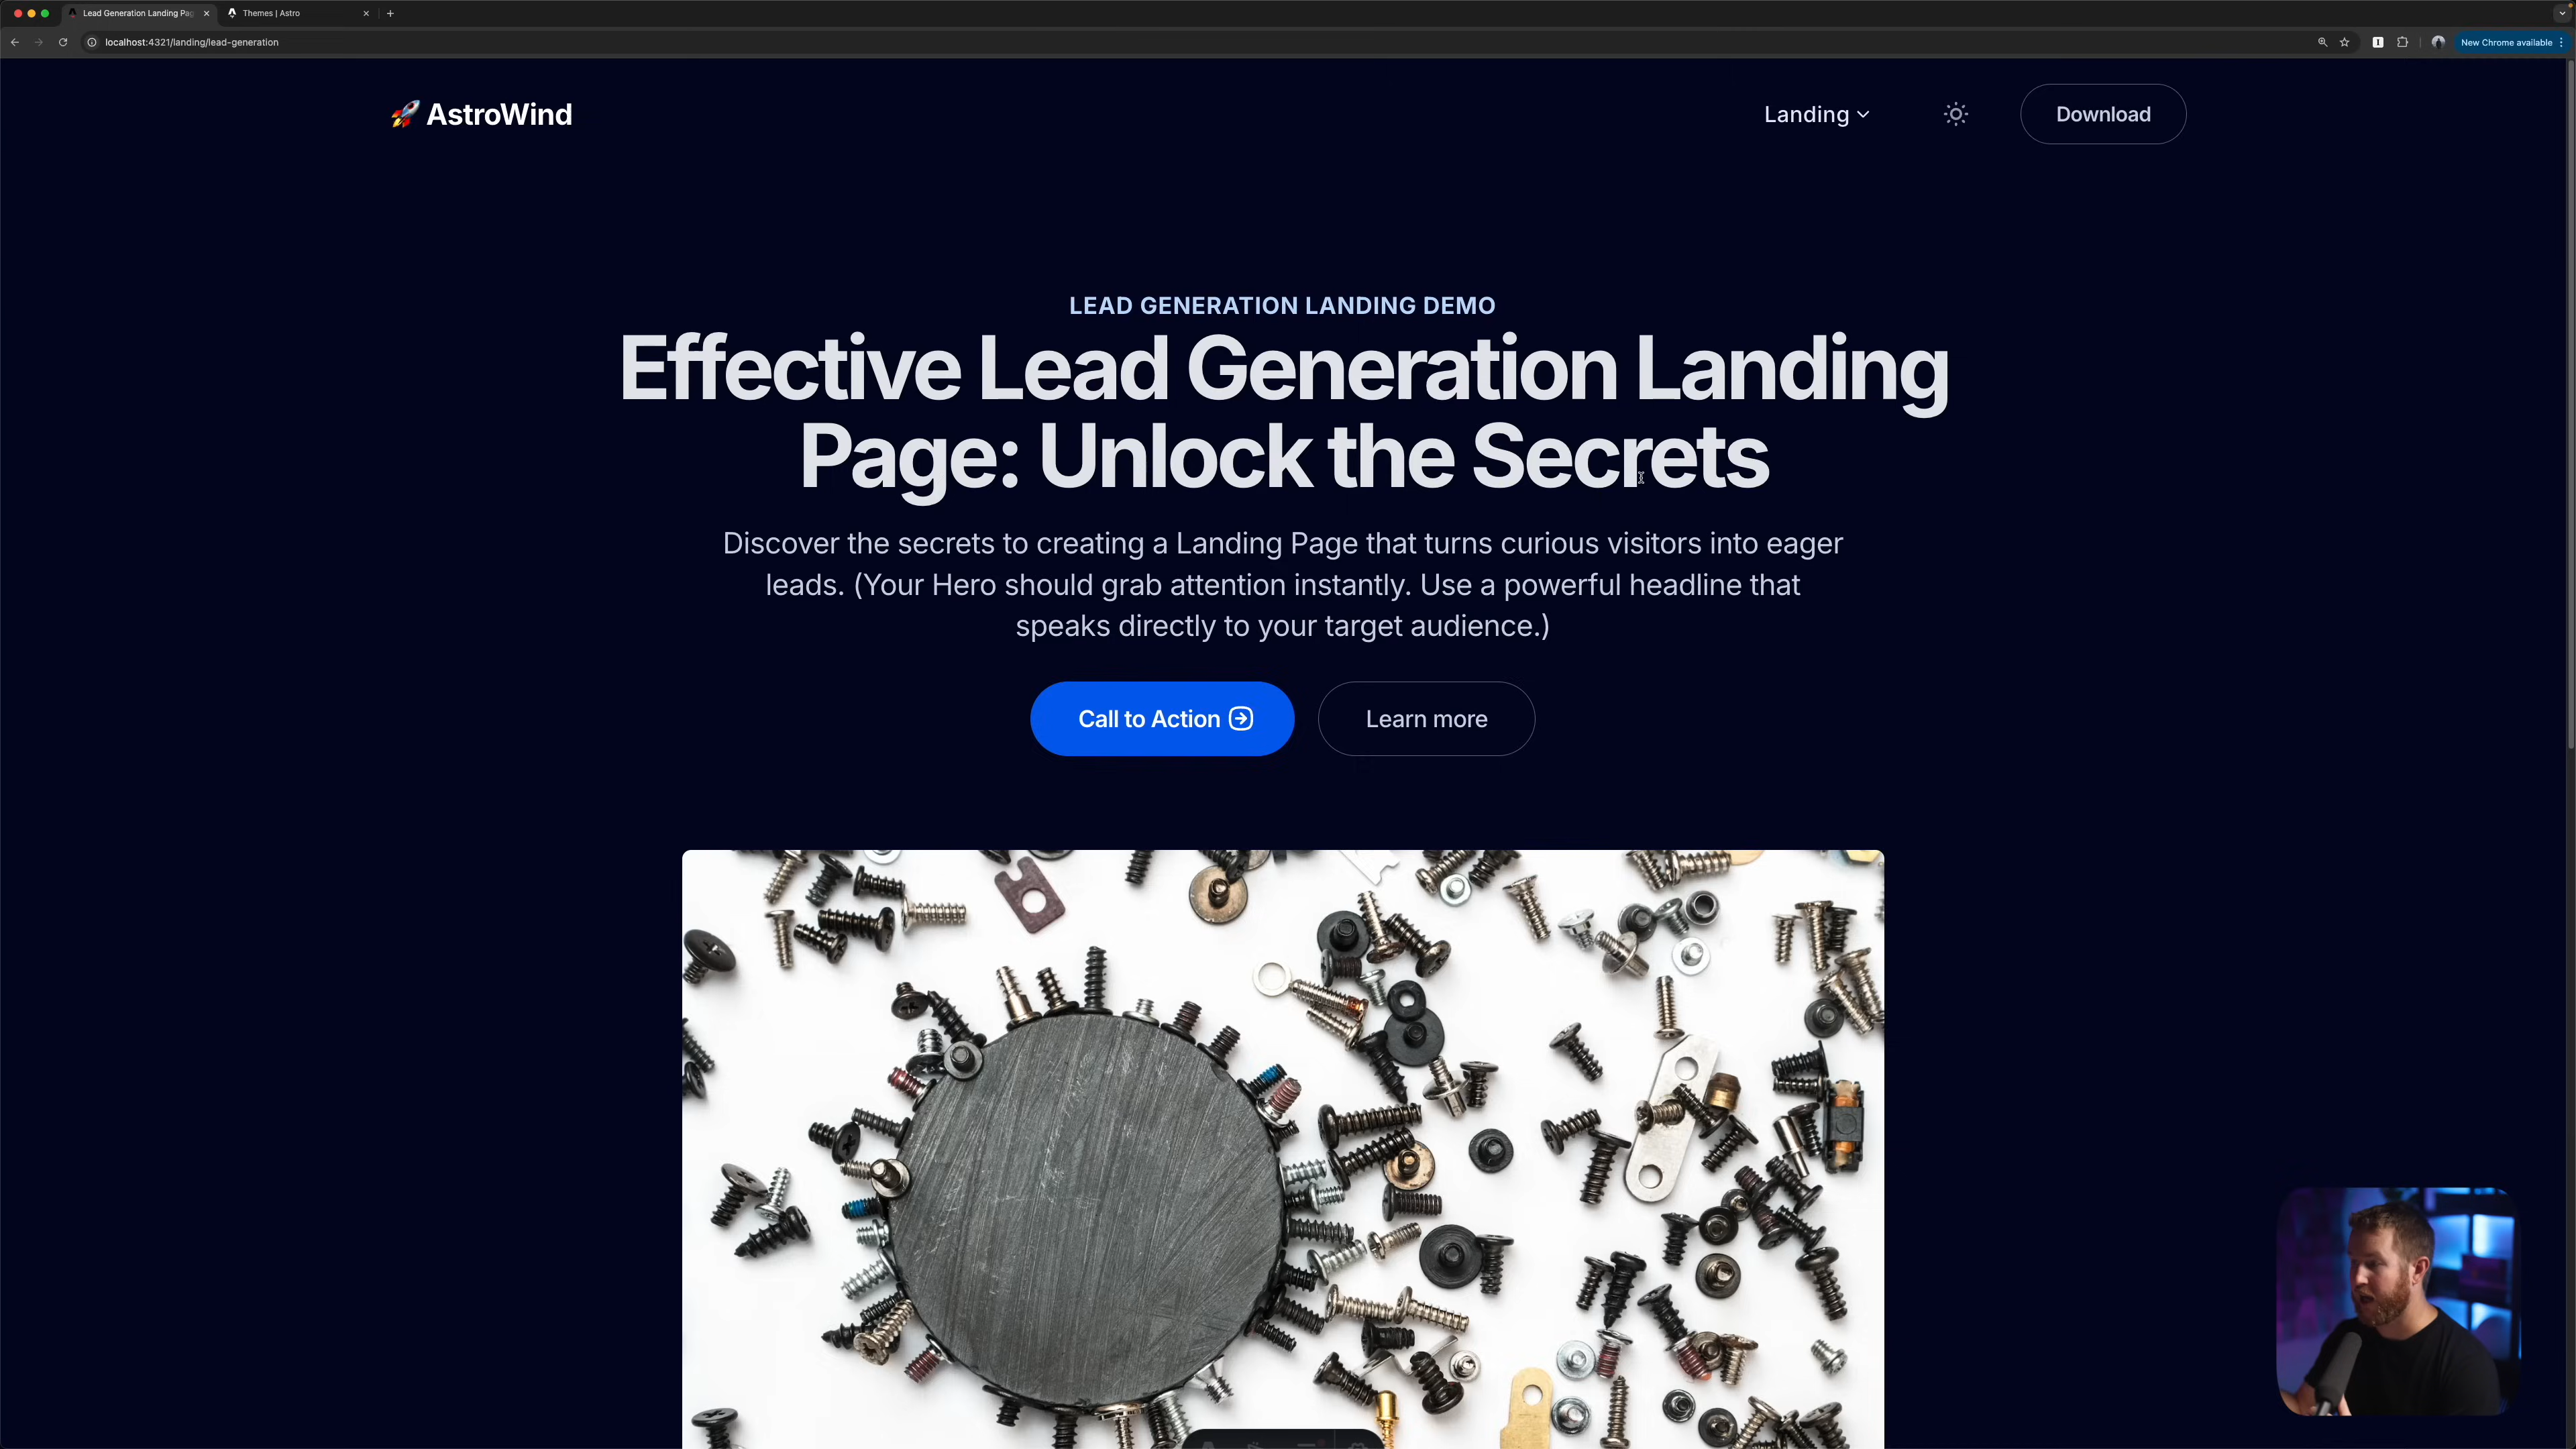 Lead Generation Landing Pag
Themes | Astro
localhost:4321/landing/lead-generation
New Chrome available
AstroWind
Landing
Download
LEAD GENERATION LANDING DEMO
Effective Lead Generation Landing
Page: Unlock the Secrets
Discover the secrets to creating a Landing Page that turns curious visitors into eager
leads. (Your Hero should grab attention instantly. Use a powerful headline that
speaks directly to your target audience.)
Call to Action
Learn more